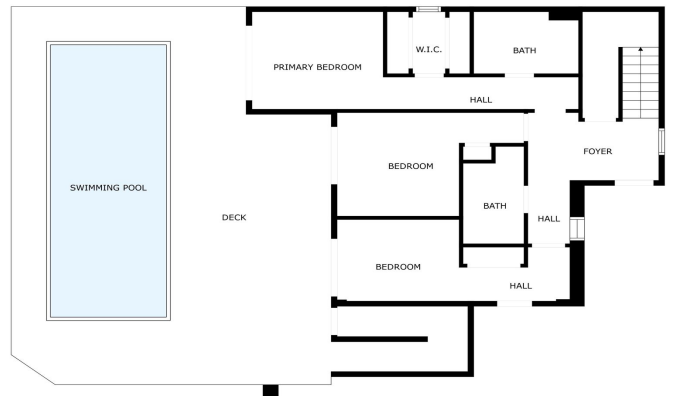 W.I.C.
BATH
PRIMARY BEDROOM
HALL
FOYER
BEDROOM
SWIMMING POOL
DECK
BATH
HALL
BEDROOM
HALL